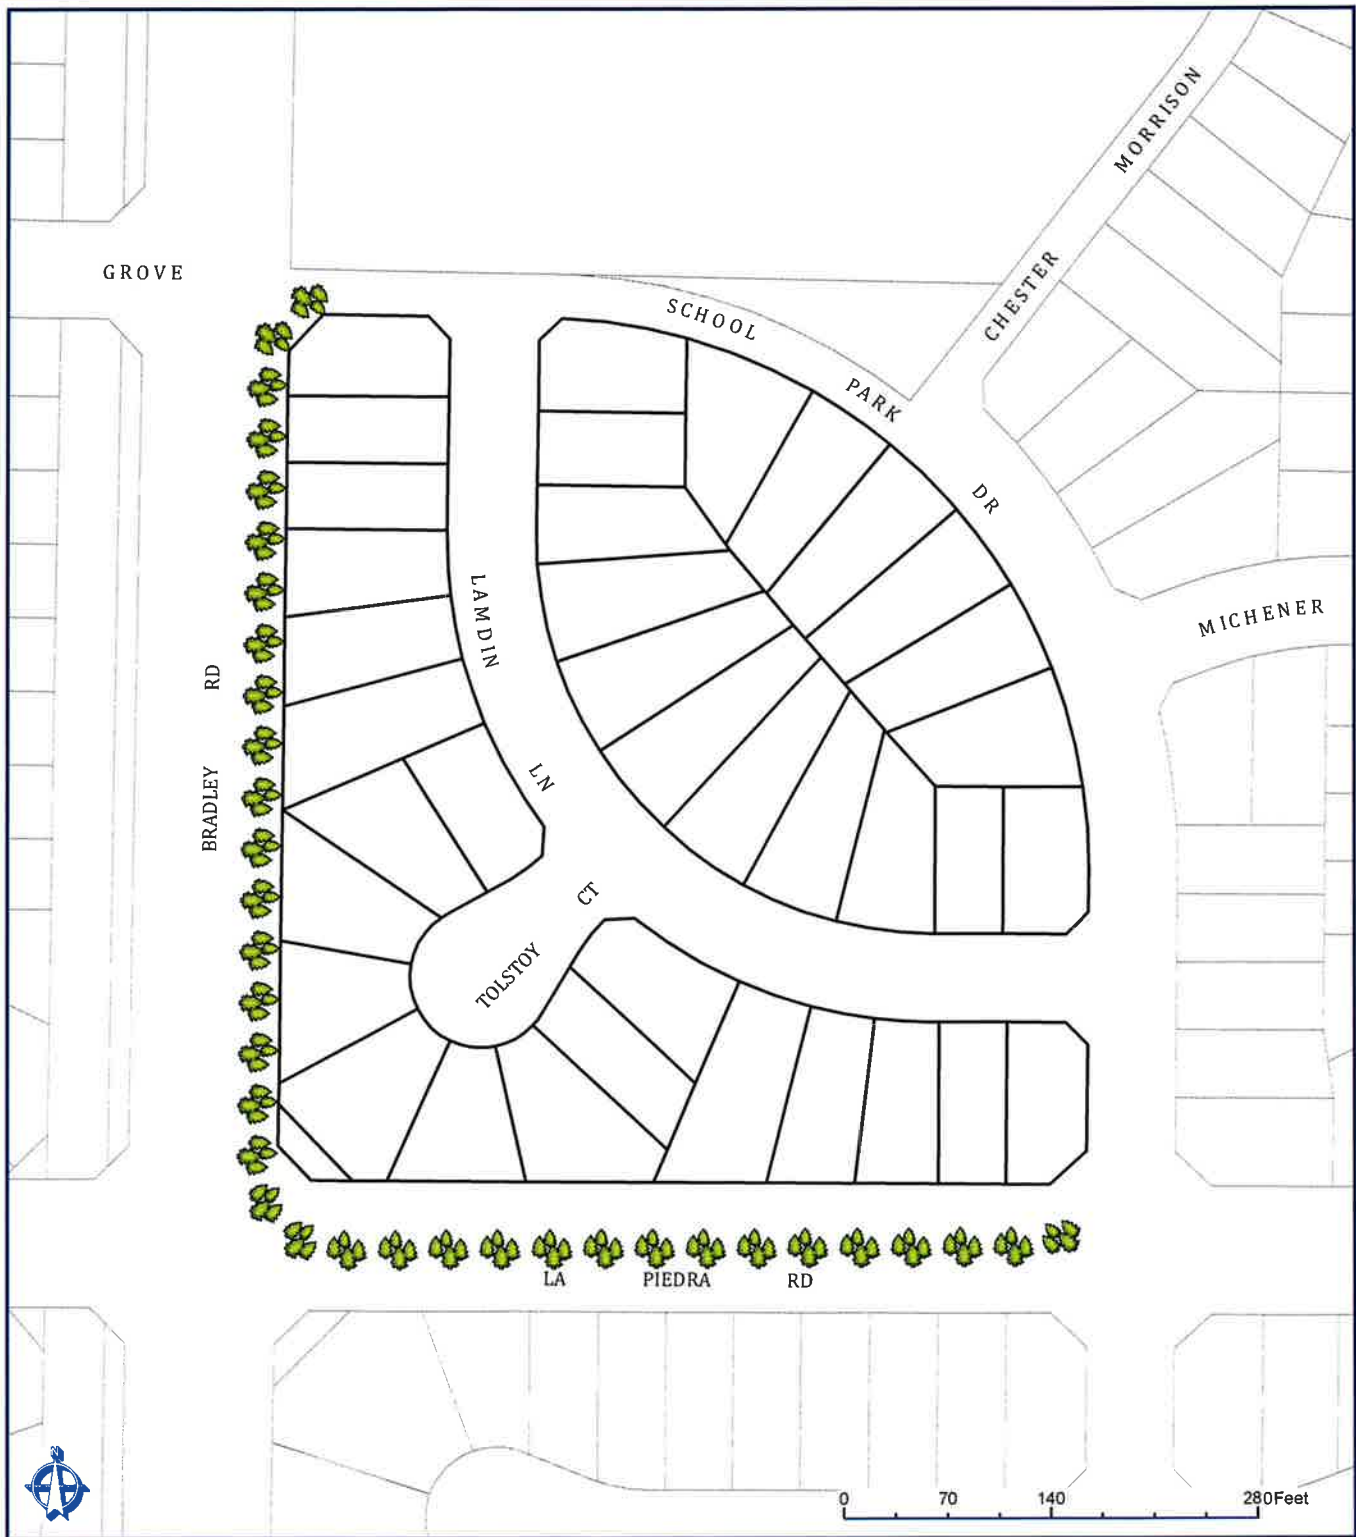 GROVE
SCHOOL
PARK
DR
CHESTER
MORRISON
MICHENER
LAMDIN
LN
BRADLEY
RD
TOLSTOY
CT
LA
PIEDRA
RD
N
0
70
140
280Feet